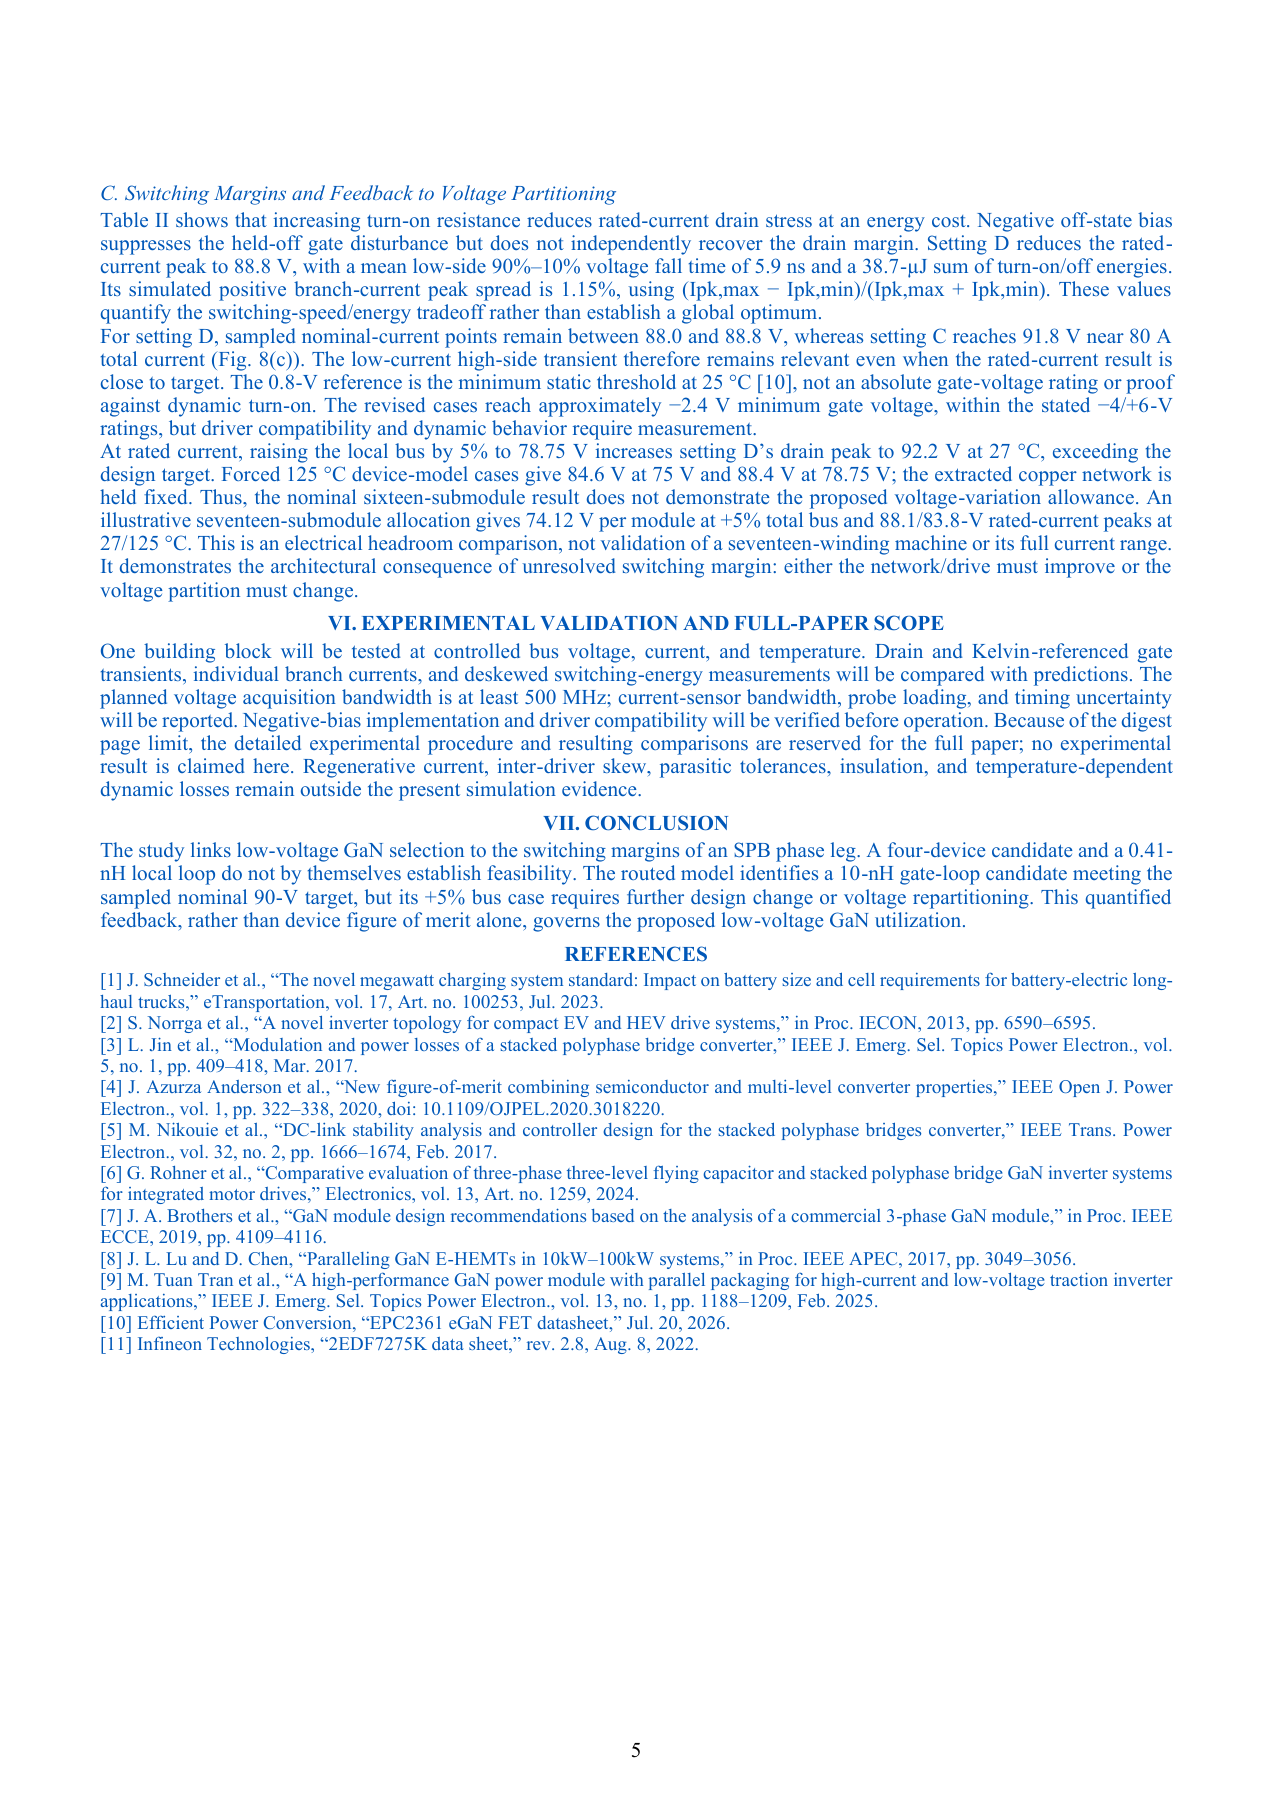 C. Switching Margins and Feedback to Voltage Partitioning
Table II shows that increasing turn-on resistance reduces rated-current drain stress at an energy cost. Negative off-state bias
suppresses the held-off gate disturbance but does not independently recover the drain margin. Setting D reduces the rated-
current peak to 88.8 V, with a mean low-side 90%–10% voltage fall time of 5.9 ns and a 38.7-μJ sum of turn-on/off energies.
Its simulated positive branch-current peak spread is 1.15%, using (Ipk,max − Ipk,min)/(Ipk,max + Ipk,min). These values
quantify the switching-speed/energy tradeoff rather than establish a global optimum.
For setting D, sampled nominal-current points remain between 88.0 and 88.8 V, whereas setting C reaches 91.8 V near 80 A
total current (Fig. 8(c)). The low-current high-side transient therefore remains relevant even when the rated-current result is
close to target. The 0.8-V reference is the minimum static threshold at 25 °C [10], not an absolute gate-voltage rating or proof
against dynamic turn-on. The revised cases reach approximately −2.4 V minimum gate voltage, within the stated −4/+6-V
ratings, but driver compatibility and dynamic behavior require measurement.
At rated current, raising the local bus by 5% to 78.75 V increases setting D’s drain peak to 92.2 V at 27 °C, exceeding the
design target. Forced 125 °C device-model cases give 84.6 V at 75 V and 88.4 V at 78.75 V; the extracted copper network is
held fixed. Thus, the nominal sixteen-submodule result does not demonstrate the proposed voltage-variation allowance. An
illustrative seventeen-submodule allocation gives 74.12 V per module at +5% total bus and 88.1/83.8-V rated-current peaks at
27/125 °C. This is an electrical headroom comparison, not validation of a seventeen-winding machine or its full current range.
It demonstrates the architectural consequence of unresolved switching margin: either the network/drive must improve or the
voltage partition must change.
VI. EXPERIMENTAL VALIDATION AND FULL-PAPER SCOPE
One building block will be tested at controlled bus voltage, current, and temperature. Drain and Kelvin-referenced gate
transients, individual branch currents, and deskewed switching-energy measurements will be compared with predictions. The
planned voltage acquisition bandwidth is at least 500 MHz; current-sensor bandwidth, probe loading, and timing uncertainty
will be reported. Negative-bias implementation and driver compatibility will be verified before operation. Because of the digest
page limit, the detailed experimental procedure and resulting comparisons are reserved for the full paper; no experimental
result is claimed here. Regenerative current, inter-driver skew, parasitic tolerances, insulation, and temperature-dependent
dynamic losses remain outside the present simulation evidence.
VII. CONCLUSION
The study links low-voltage GaN selection to the switching margins of an SPB phase leg. A four-device candidate and a 0.41-
nH local loop do not by themselves establish feasibility. The routed model identifies a 10-nH gate-loop candidate meeting the
sampled nominal 90-V target, but its +5% bus case requires further design change or voltage repartitioning. This quantified
feedback, rather than device figure of merit alone, governs the proposed low-voltage GaN utilization.
REFERENCES
[1] J. Schneider et al., “The novel megawatt charging system standard: Impact on battery size and cell requirements for battery-electric long-
haul trucks,” eTransportation, vol. 17, Art. no. 100253, Jul. 2023.
[2] S. Norrga et al., “A novel inverter topology for compact EV and HEV drive systems,” in Proc. IECON, 2013, pp. 6590–6595.
[3] L. Jin et al., “Modulation and power losses of a stacked polyphase bridge converter,” IEEE J. Emerg. Sel. Topics Power Electron., vol.
5, no. 1, pp. 409–418, Mar. 2017.
[4] J. Azurza Anderson et al., “New figure-of-merit combining semiconductor and multi-level converter properties,” IEEE Open J. Power
Electron., vol. 1, pp. 322–338, 2020, doi: 10.1109/OJPEL.2020.3018220.
[5] M. Nikouie et al., “DC-link stability analysis and controller design for the stacked polyphase bridges converter,” IEEE Trans. Power
Electron., vol. 32, no. 2, pp. 1666–1674, Feb. 2017.
[6] G. Rohner et al., “Comparative evaluation of three-phase three-level flying capacitor and stacked polyphase bridge GaN inverter systems
for integrated motor drives,” Electronics, vol. 13, Art. no. 1259, 2024.
[7] J. A. Brothers et al., “GaN module design recommendations based on the analysis of a commercial 3-phase GaN module,” in Proc. IEEE
ECCE, 2019, pp. 4109–4116.
[8] J. L. Lu and D. Chen, “Paralleling GaN E-HEMTs in 10kW–100kW systems,” in Proc. IEEE APEC, 2017, pp. 3049–3056.
[9] M. Tuan Tran et al., “A high-performance GaN power module with parallel packaging for high-current and low-voltage traction inverter
applications,” IEEE J. Emerg. Sel. Topics Power Electron., vol. 13, no. 1, pp. 1188–1209, Feb. 2025.
[10] Efficient Power Conversion, “EPC2361 eGaN FET datasheet,” Jul. 20, 2026.
[11] Infineon Technologies, “2EDF7275K data sheet,” rev. 2.8, Aug. 8, 2022.
5